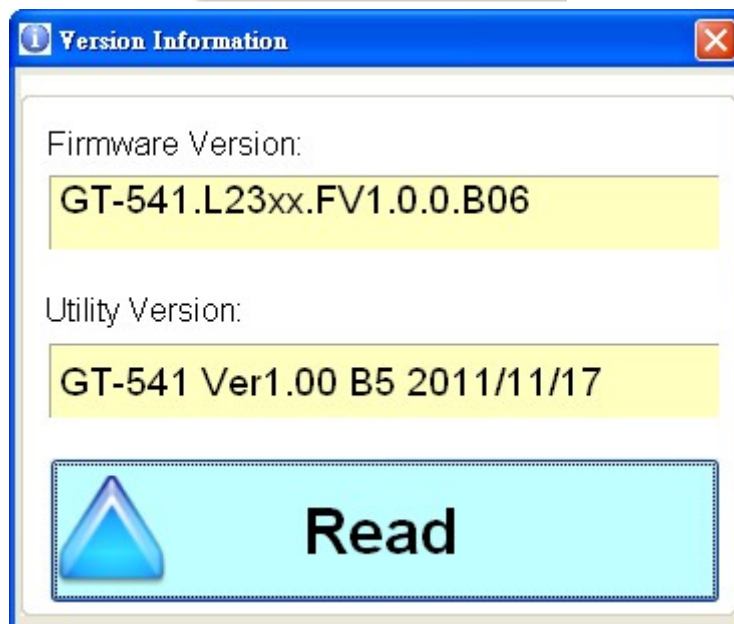 Version Information
Firmware Version:
GT-541.L23xx.FV1.0.0.B06
Utility Version:
GT-541 Ver1.00 B5 2011/11/17
Read